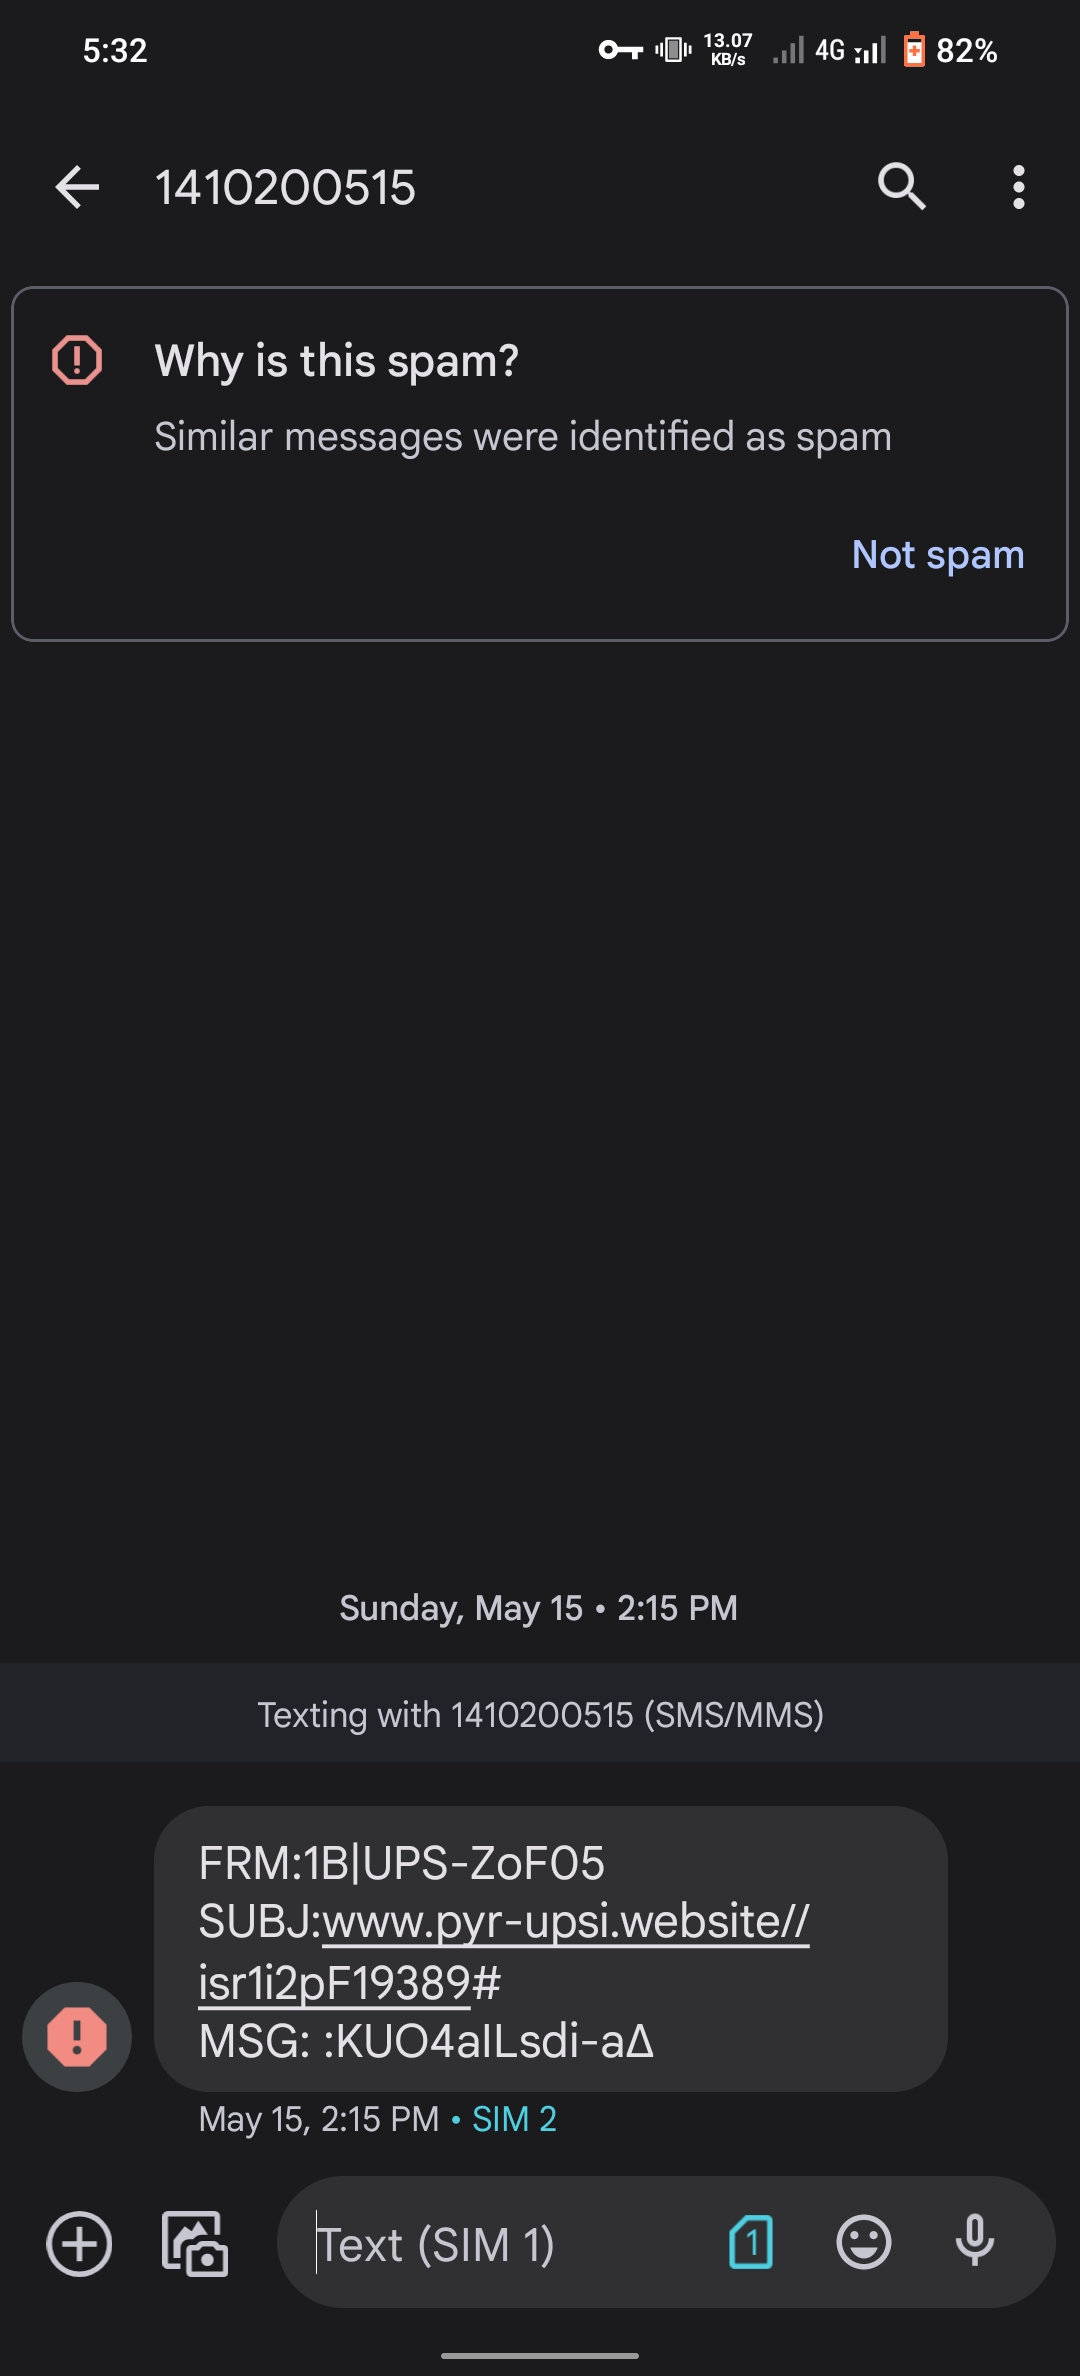 5:32
13.07
KB/s
4G
82%
1410200515
Why is this spam?
Similar messages were identified as spam
Not spam
Sunday, May 15 • 2:15 PM
Texting with 1410200515 (SMS/MMS)
FRM:1B|UPS-ZoF05
SUBJ:www.pyr-upsi.website//
isr1i2pF19389#
MSG: :KUO4aILsdi-aΔ
May 15, 2:15 PM • SIM 2
Text (SIM 1)
1